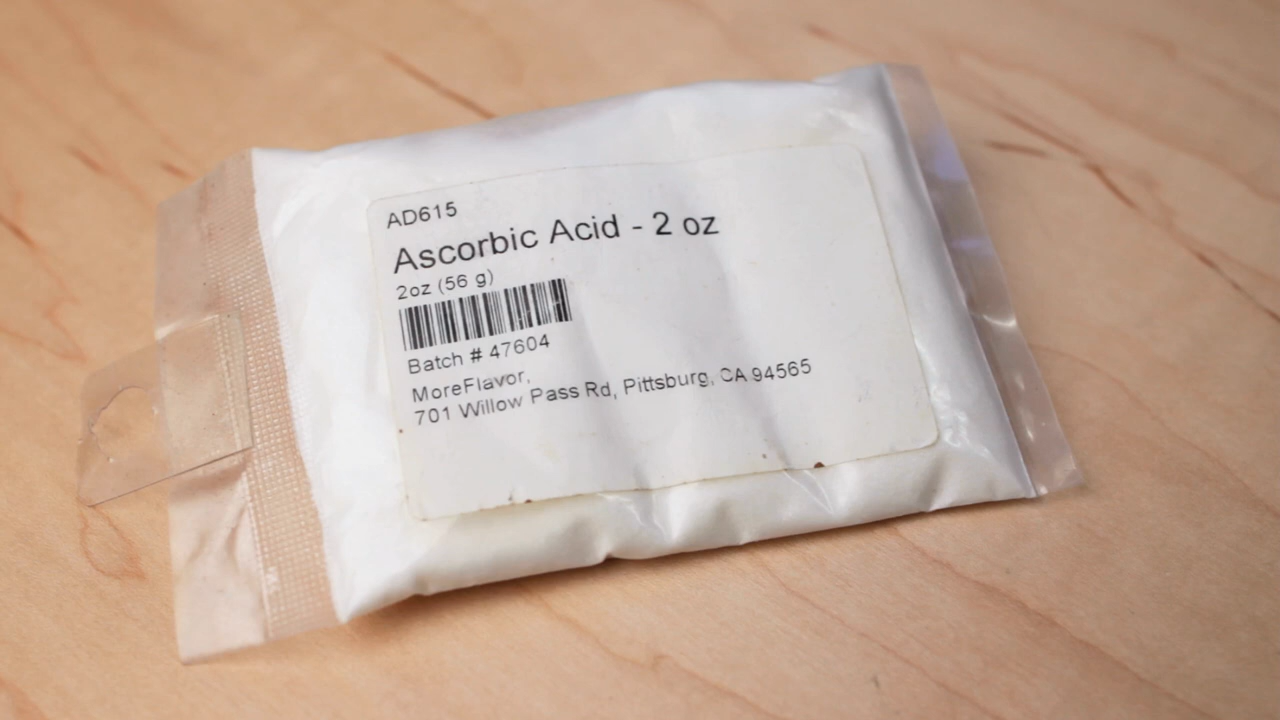 AD615
Ascorbic Acid - 2 oz
2oz (56 g)
Batch # 47604
MoreFlavor,
701 Willow Pass Rd, Pittsburg, CA 94565